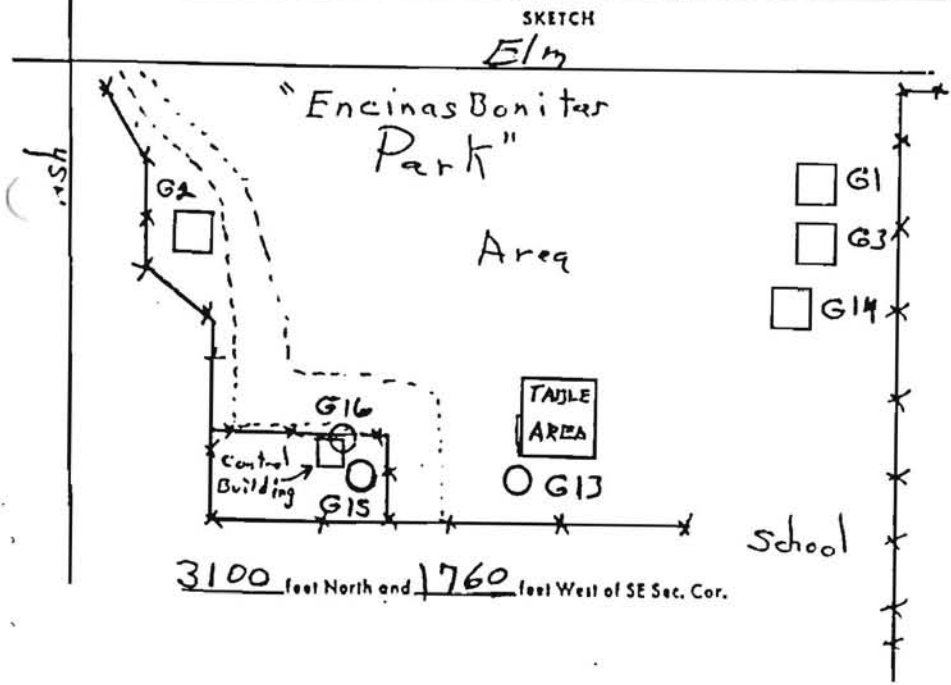 SKETCH
Elm
"Encinas Bonitas
Park"
G1
G2
G3
Area
G14
TABLE
AREA
G16
Control
Building
G13
G15
School
3100 feet North and 1760 feet West of SE Sec. Cor.